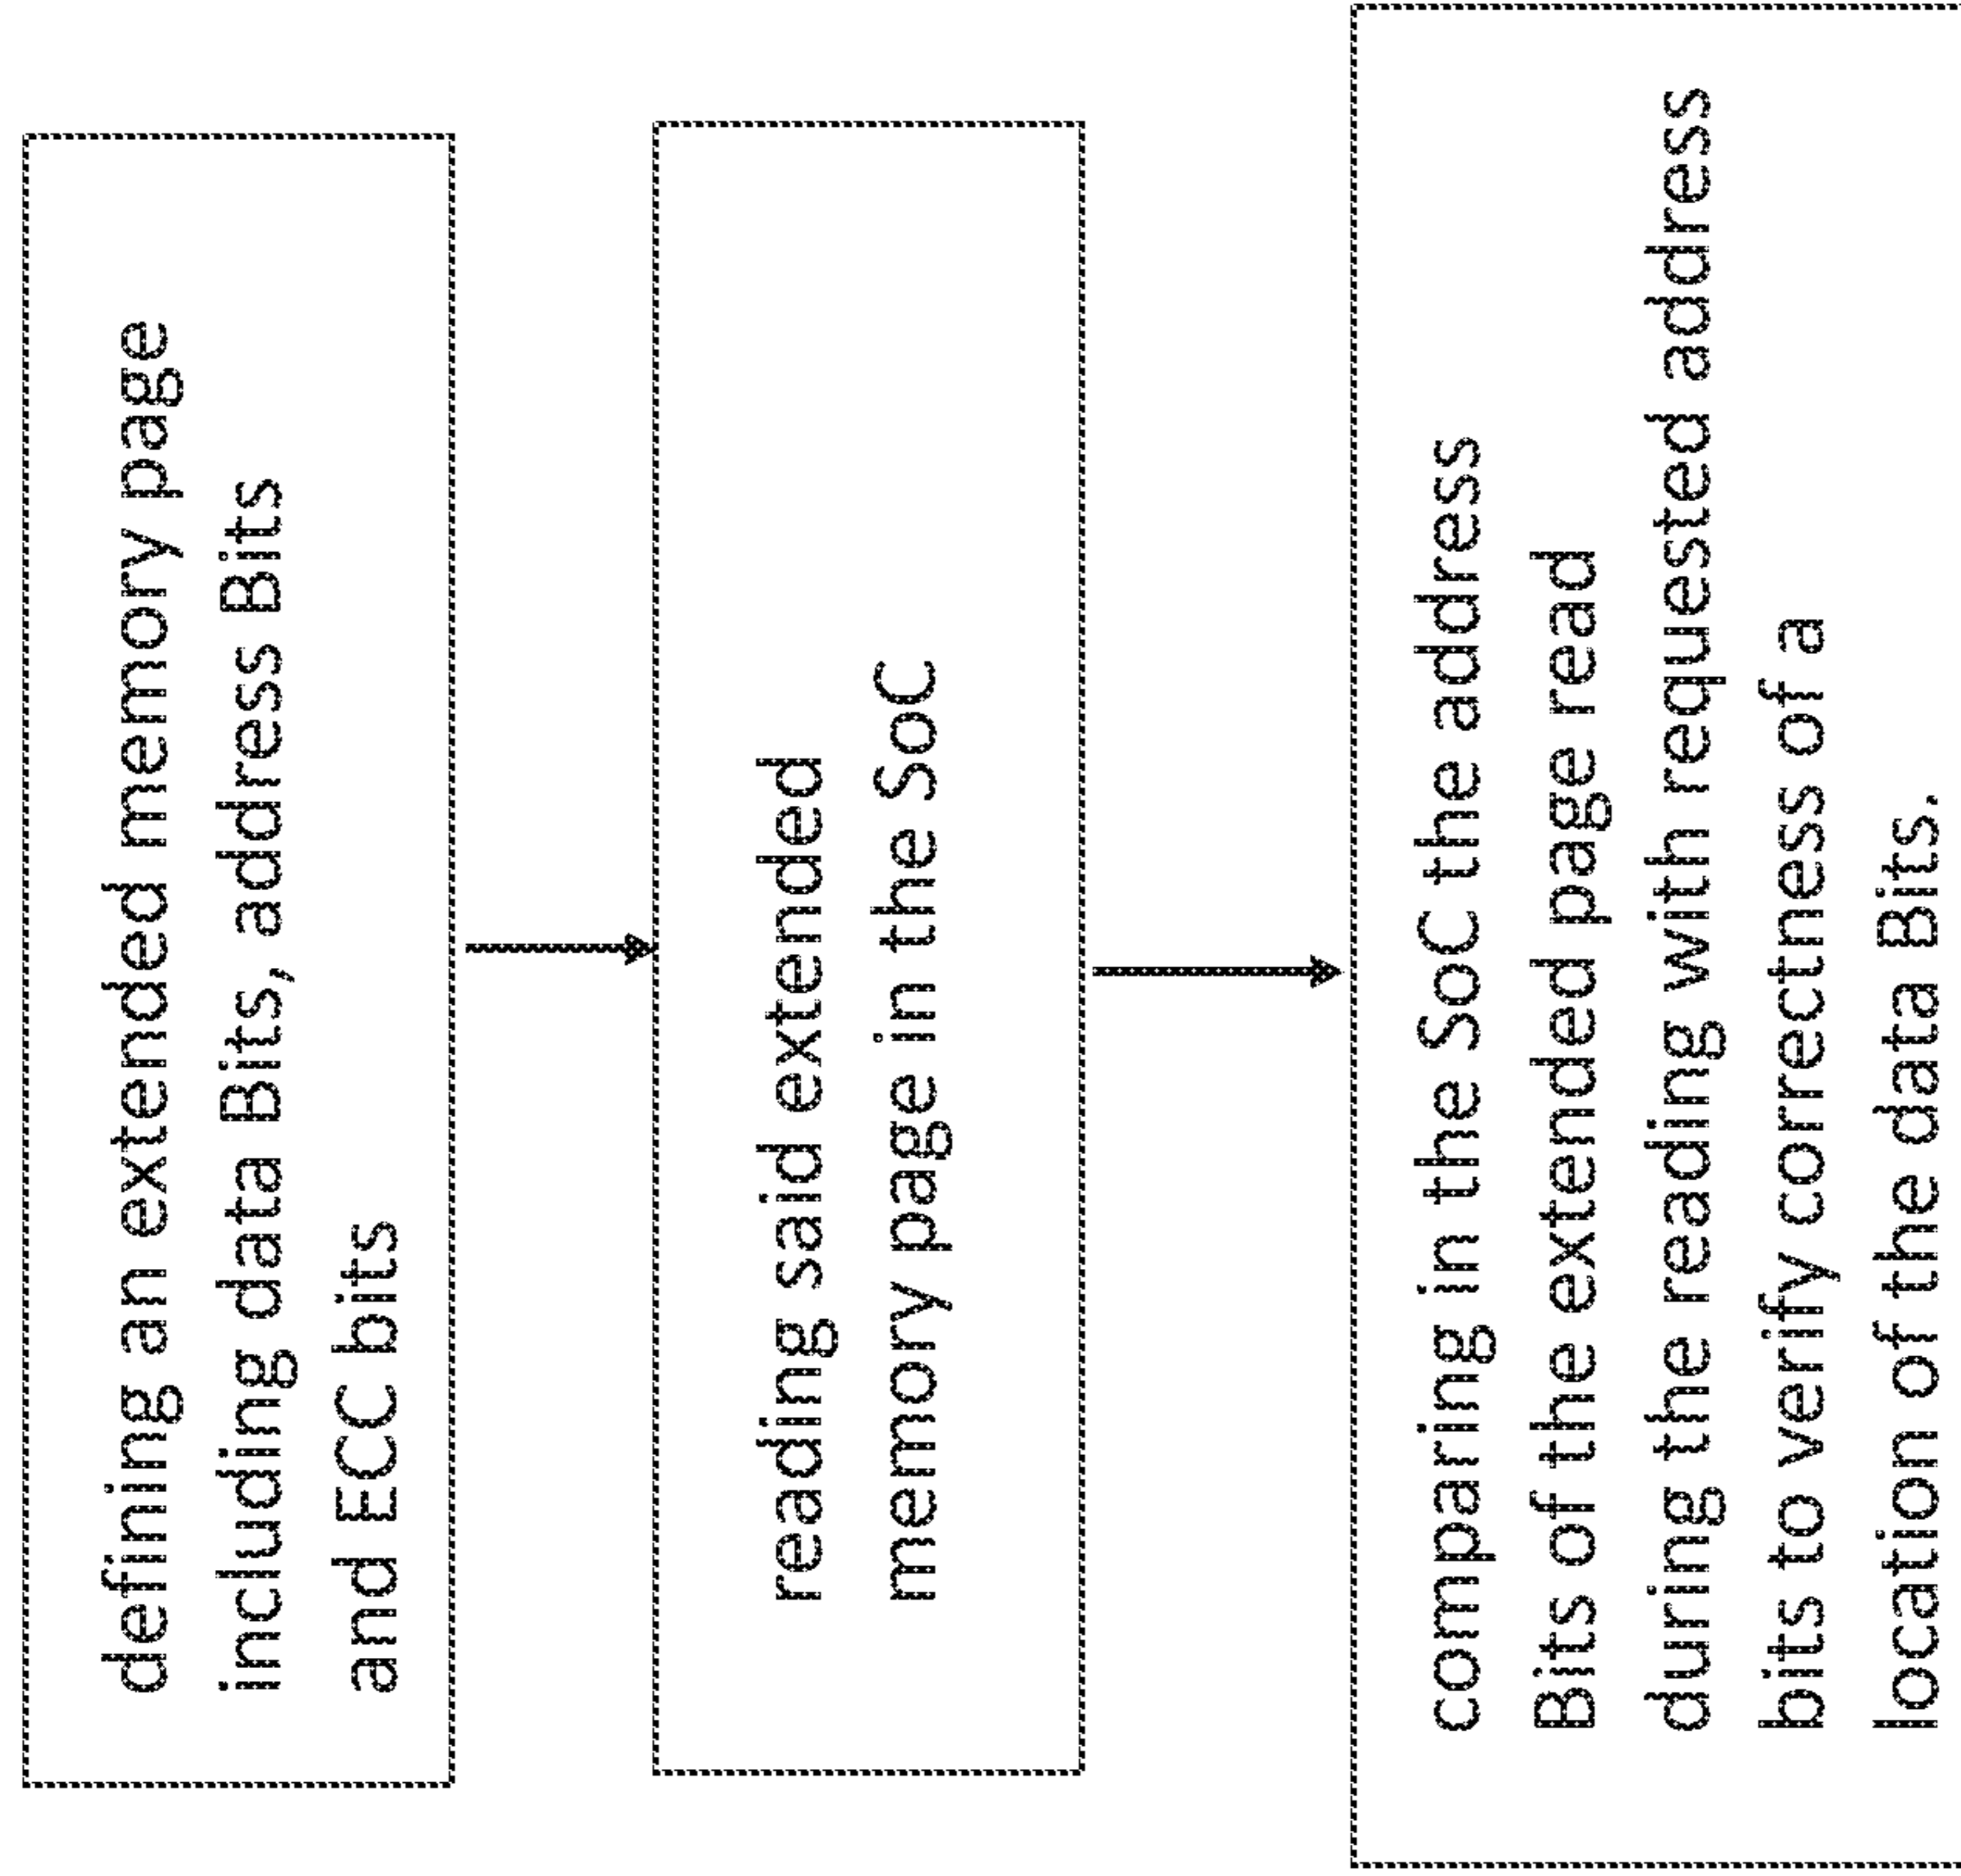 defining an extended memory page
including data Bits, address Bits
and ECC bits
reading said extended
memory page in the SoC
comparing in the SoC the address
Bits of the extended page read
during the reading with requested address
bits to verify correctness of a
location of the data Bits.